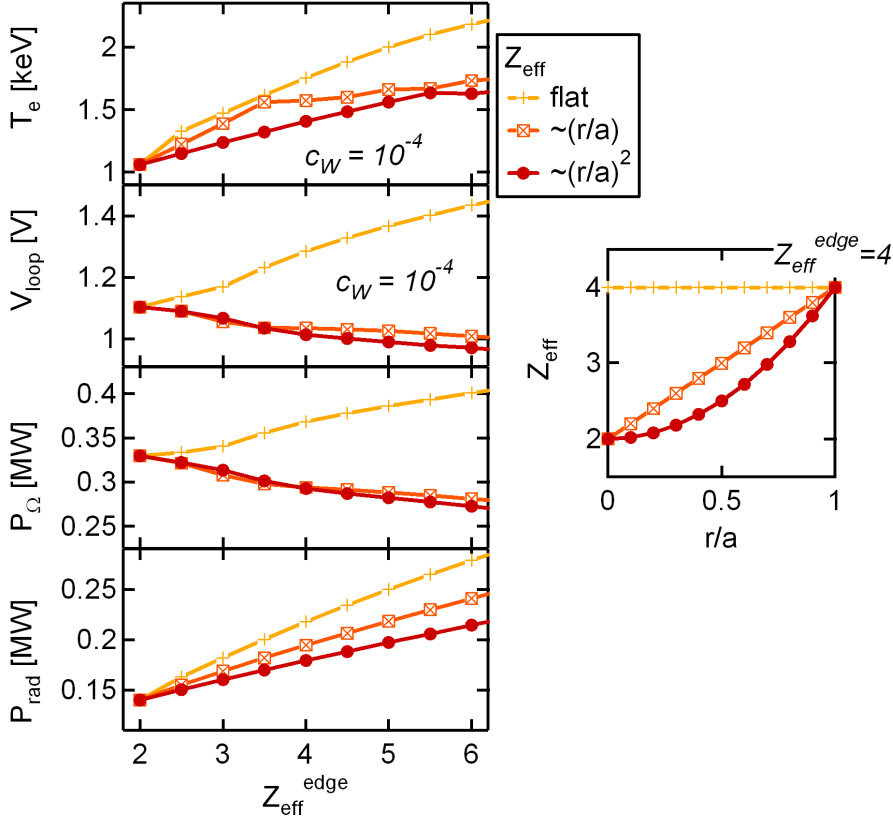 T_e [keV]
2
1.5
1
c_W = 10^-4
Z_eff
flat
~(r/a)
~(r/a)^2
V_loop [V]
1.4
1.2
1
c_W = 10^-4
P_Ω [MW]
0.4
0.35
0.3
0.25
P_rad [MW]
0.25
0.2
0.15
2 3 4 5 6
Z_eff^edge
Z_eff^edge=4
Z_eff
4
3
2
0 0.5 1
r/a